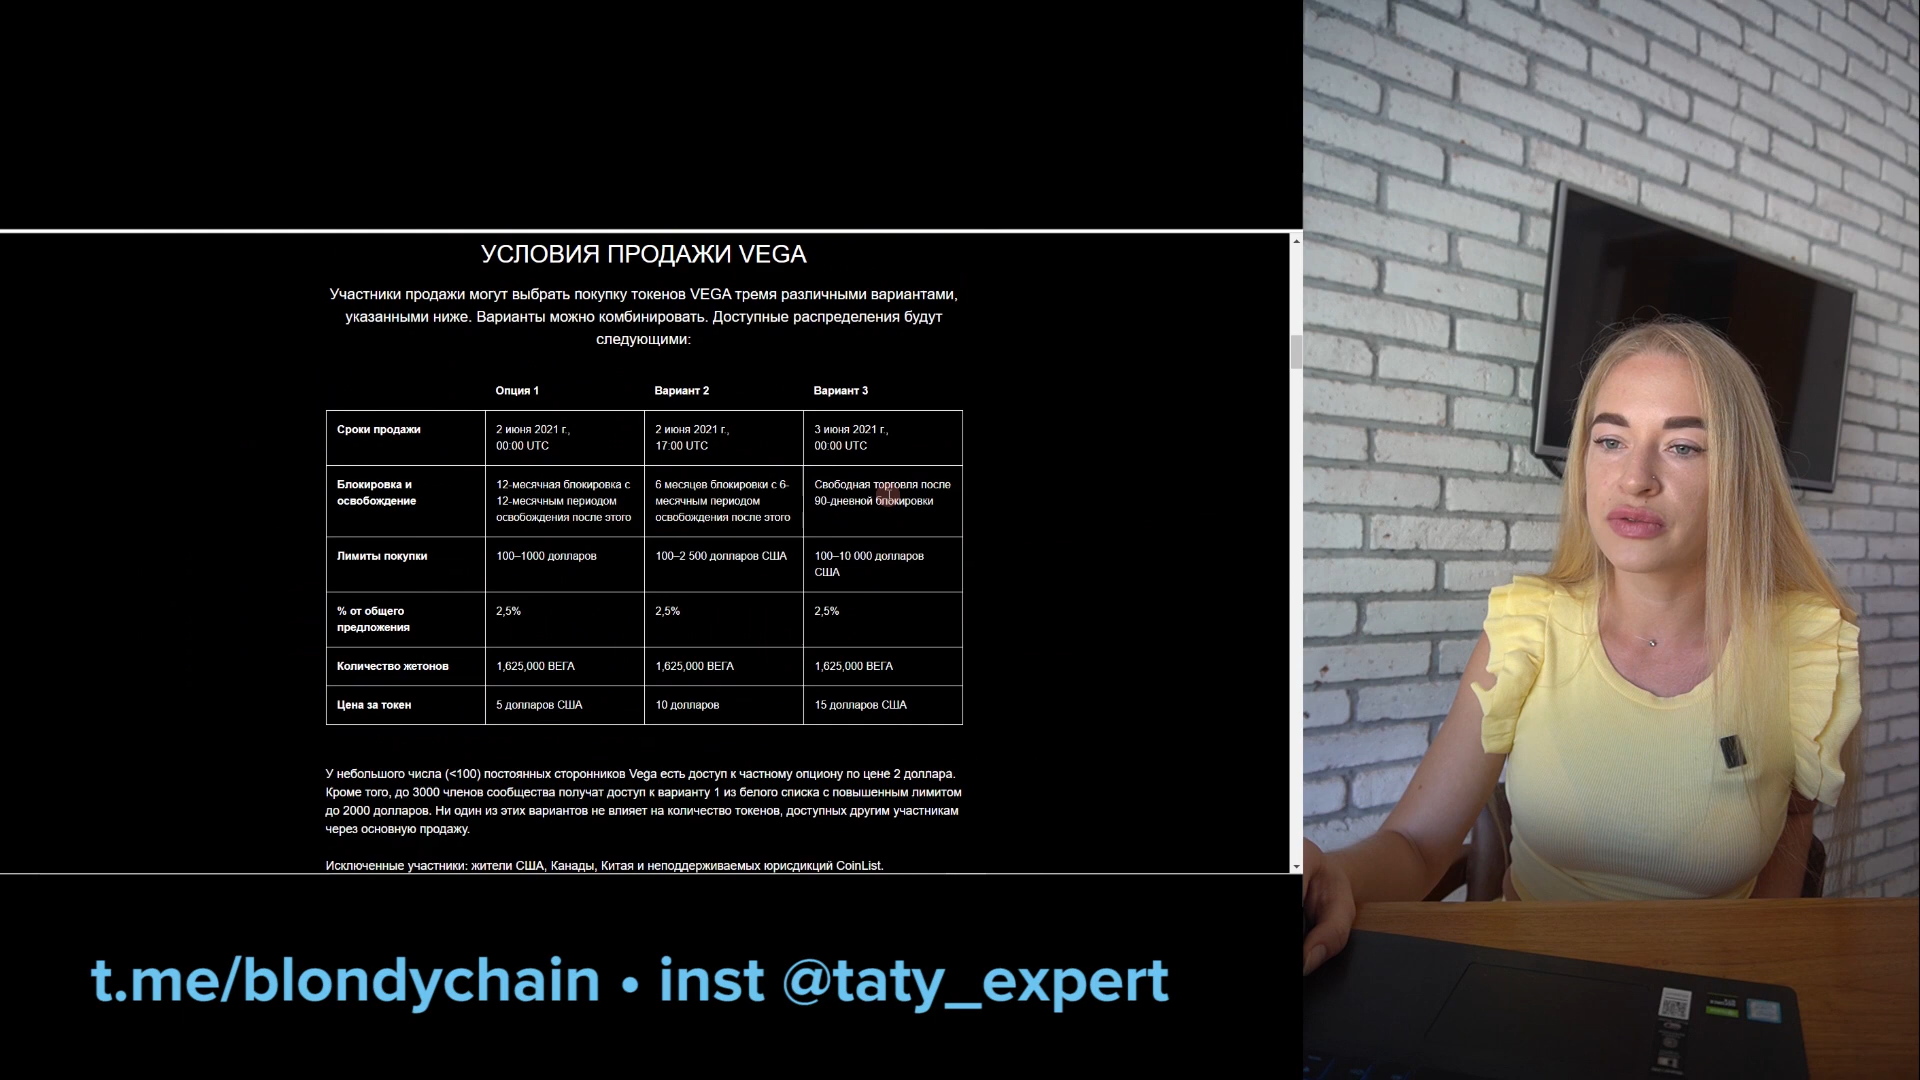 УСЛОВИЯ ПРОДАЖИ VEGA
Участники продажи могут выбрать покупку токенов VEGA тремя различными вариантами,
указанными ниже. Варианты можно комбинировать. Доступные распределения будут
следующими:
Опция 1 Вариант 2 Вариант 3
Сроки продажи
2 июня 2021 г.,
00:00 UTC
2 июня 2021 г.,
17:00 UTC
3 июня 2021 г.,
00:00 UTC
Блокировка и
освобождение
12-месячная блокировка с
12-месячным периодом
освобождения после этого
6 месяцев блокировки с 6-
месячным периодом
освобождения после этого
Свободная торговля после
90-дневной блокировки
Лимиты покупки
100–1000 долларов
100–2 500 долларов США
100–10 000 долларов
США
% от общего
предложения
2,5%
2,5%
2,5%
Количество жетонов
1,625,000 ВЕГА
1,625,000 ВЕГА
1,625,000 ВЕГА
Цена за токен
5 долларов США
10 долларов
15 долларов США
У небольшого числа (<100) постоянных сторонников Vega есть доступ к частному опциону по цене 2 доллара.
Кроме того, до 3000 членов сообщества получат доступ к варианту 1 из белого списка с повышенным лимитом
до 2000 долларов. Ни один из этих вариантов не влияет на количество токенов, доступных другим участникам
через основную продажу.
Исключенные участники: жители США, Канады, Китая и неподдерживаемых юрисдикций CoinList.
t.me/blondychain • inst @taty_expert